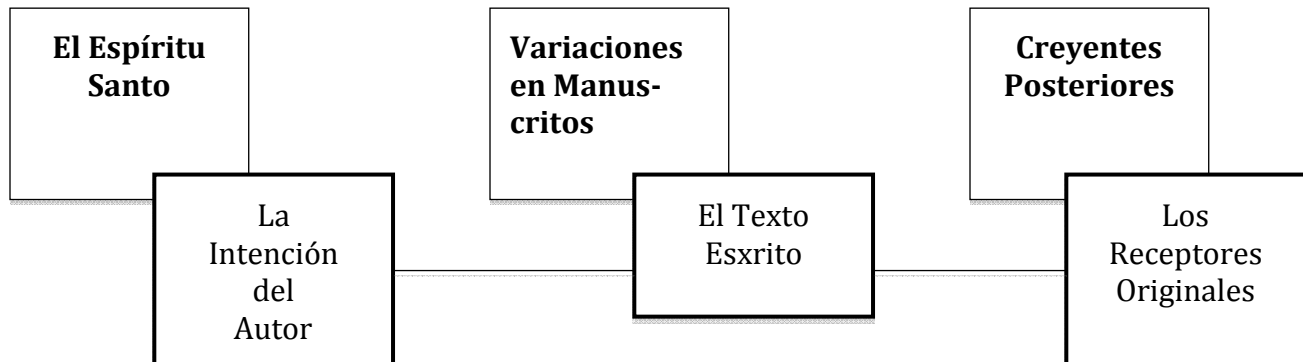 El Espíritu
Santo
Variaciones
en Manus-
critos
Creyentes
Posteriores
La
Intención
del
Autor
El Texto
Esxrito
Los
Receptores
Originales